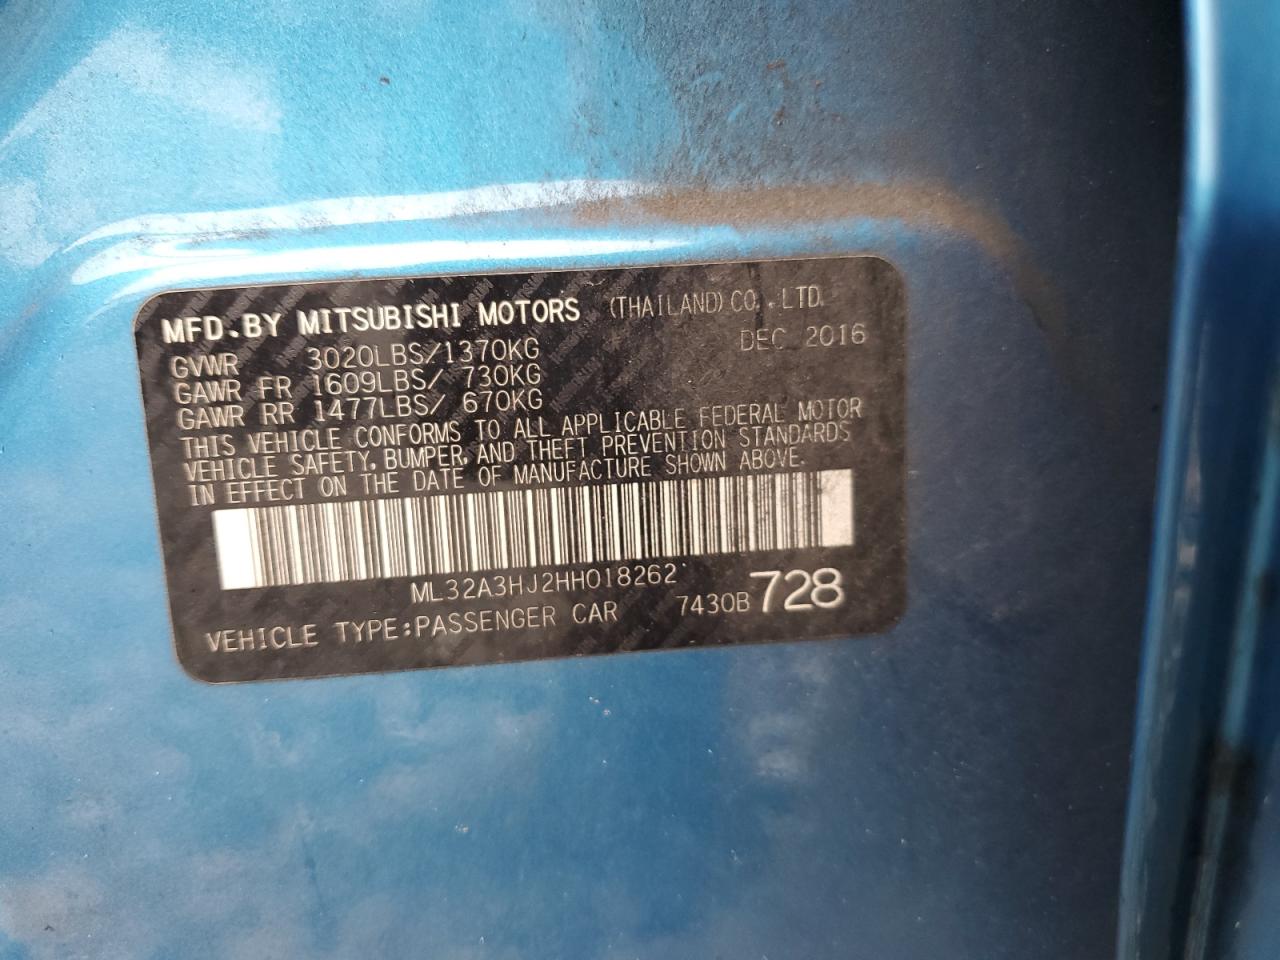 MFD.BY MITSUBISHI MOTORS (THAILAND) CO.,LTD.
GVWR 3020LBS/1370KG DEC 2016
GAWR FR 1609LBS/ 730KG
GAWR RR 1477LBS/ 670KG
THIS VEHICLE CONFORMS TO ALL APPLICABLE FEDERAL MOTOR
VEHICLE SAFETY, BUMPER, AND THEFT PREVENTION STANDARDS
IN EFFECT ON THE DATE OF MANUFACTURE SHOWN ABOVE.
ML32A3HJ2HH018262
VEHICLE TYPE:PASSENGER CAR 7430B 728